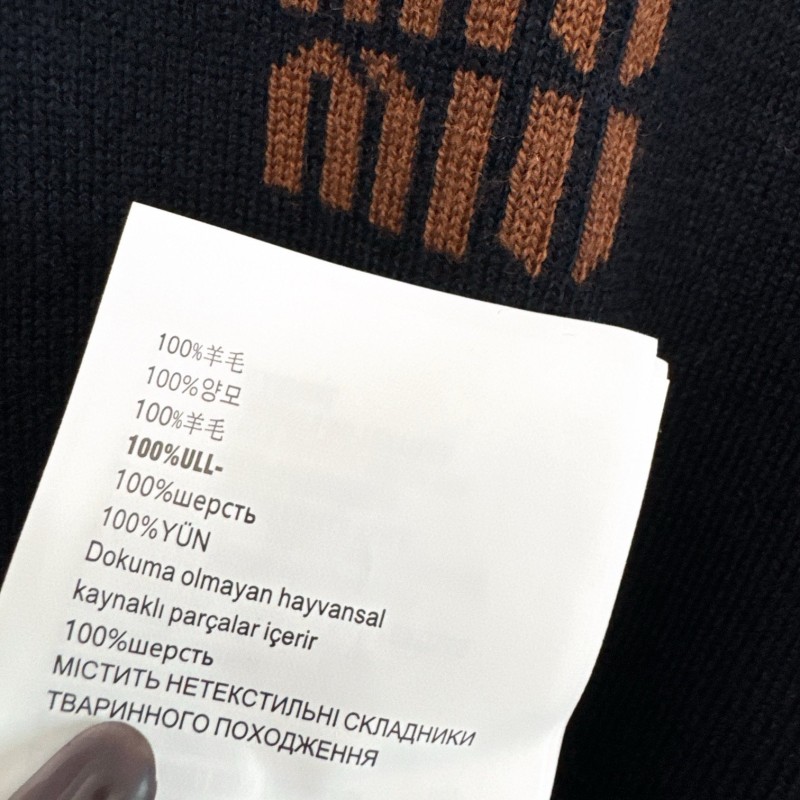 miu
100%羊毛
100%양모
100%羊毛
100%ULL-
100%шерсть
100%YÜN
Dokuma olmayan hayvansal
kaynaklı parçalar içerir
100%шерсть
МІСТИТЬ НЕТЕКСТИЛЬНІ СКЛАДНИКИ
ТВАРИННОГО ПОХОДЖЕННЯ